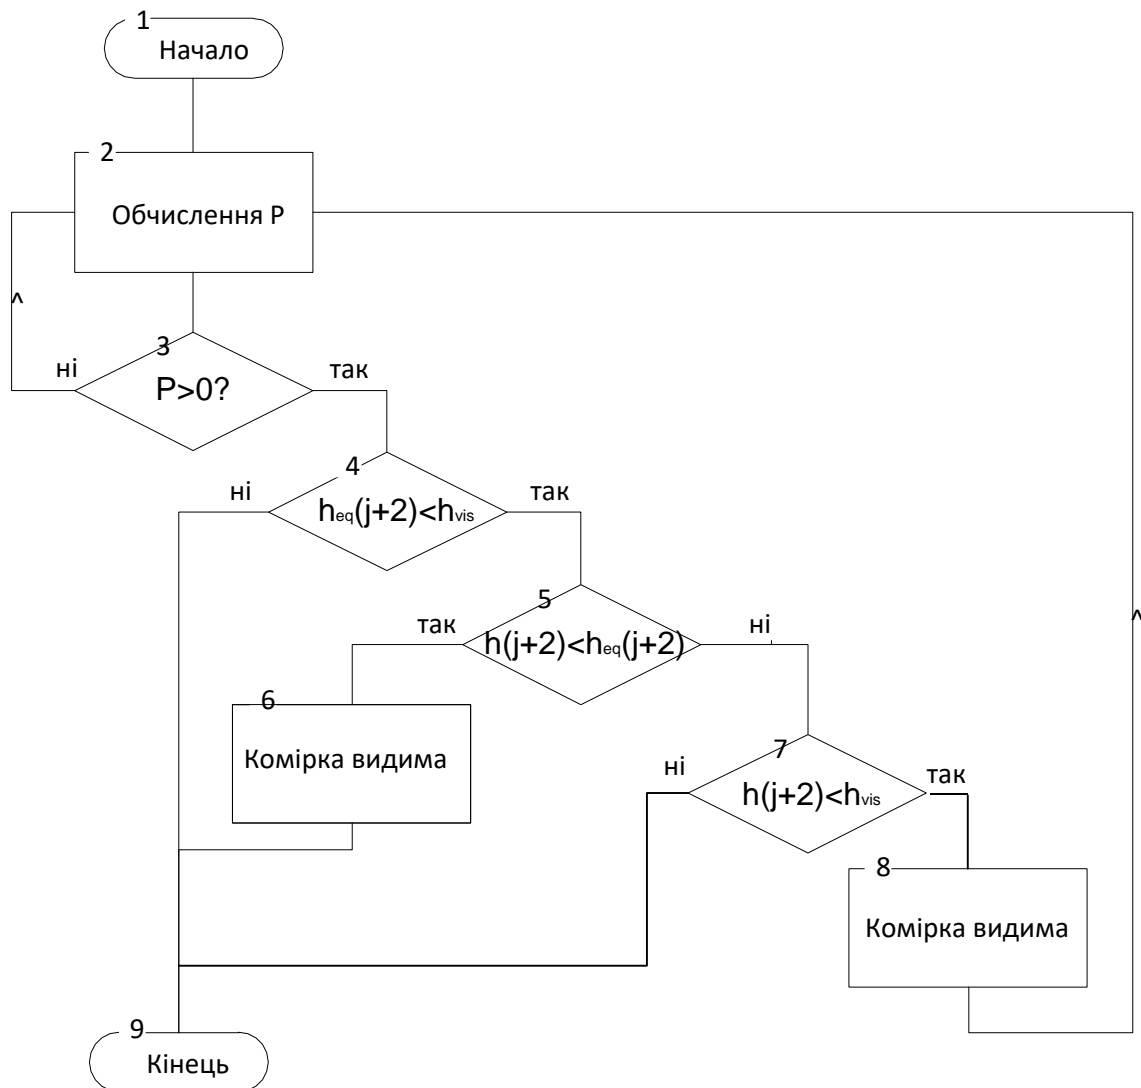 1
Начало
2
Обчислення P
3
ні
P>0?
так
4
ні
heq(j+2)<hvis
так
5
так
h(j+2)<heq(j+2)
ні
6
Комірка видима
7
ні
h(j+2)<hvis
так
8
Комірка видима
9
Кінець